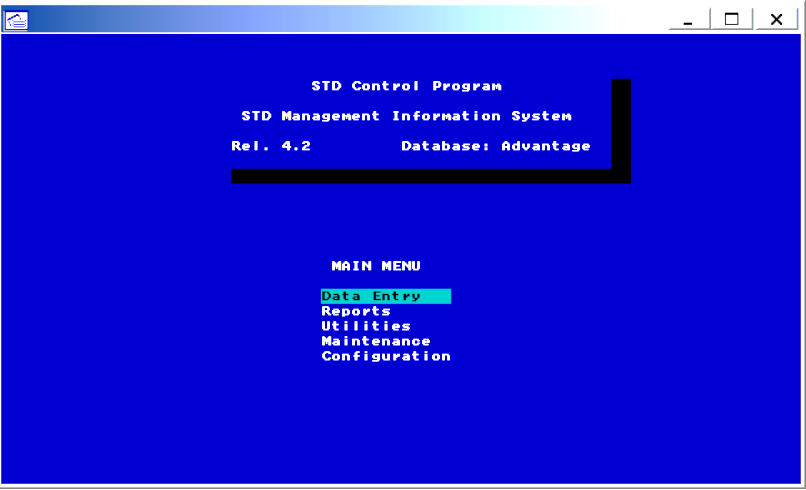 STD Control Program
STD Management Information System
Rel. 4.2 Database: Advantage
MAIN MENU
Data Entry
Reports
Utilities
Maintenance
Configuration